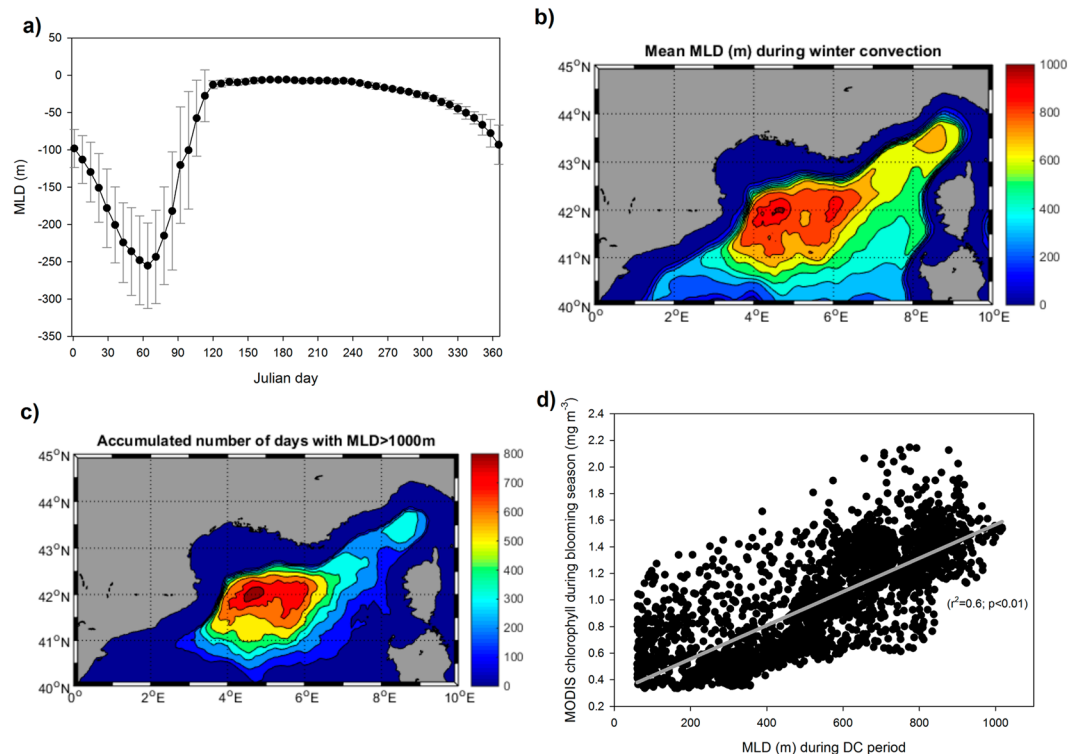 a)
50
0
-50
-100
-150
-200
-250
-300
-350
MLD (m)
0 30 60 90 120 150 180 210 240 270 300 330 360
Julian day
b)
Mean MLD (m) during winter convection
45°N
44°N
43°N
42°N
41°N
40°N
0° 2°E 4°E 6°E 8°E 10°E
1000
800
600
400
200
0
c)
Accumulated number of days with MLD>1000m
45°N
44°N
43°N
42°N
41°N
40°N
0° 2°E 4°E 6°E 8°E 10°E
800
700
600
500
400
300
200
100
0
d)
MODIS chlorophyll during blooming season (mg m⁻³)
2.4
2.2
2.0
1.8
1.6
1.4
1.2
1.0
0.8
0.6
0.4
0.2
(r²=0.6; p<0.01)
0 200 400 600 800 1000
MLD (m) during DC period